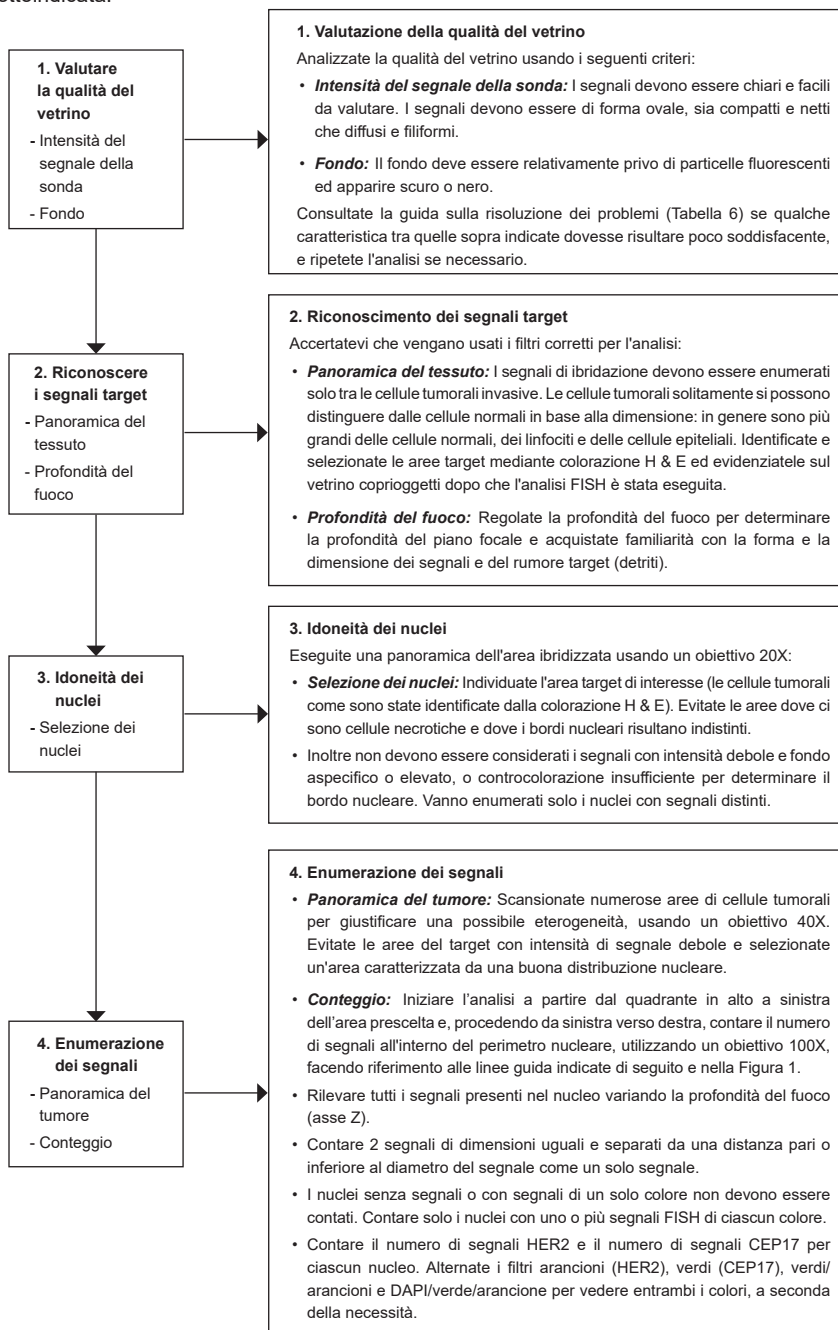 1. Valutare
la qualità del
vetrino
- Intensità del
segnale della
sonda
- Fondo
1. Valutazione della qualità del vetrino
Analizzate la qualità del vetrino usando i seguenti criteri:
• Intensità del segnale della sonda: I segnali devono essere chiari e facili
da valutare. I segnali devono essere di forma ovale, sia compatti e netti
che diffusi e filiformi.
• Fondo: Il fondo deve essere relativamente privo di particelle fluorescenti
ed apparire scuro o nero.
Consultate la guida sulla risoluzione dei problemi (Tabella 6) se qualche
caratteristica tra quelle sopra indicate dovesse risultare poco soddisfacente,
e ripetete l'analisi se necessario.
2. Riconoscere
i segnali target
- Panoramica del
tessuto
- Profondità del
fuoco
2. Riconoscimento dei segnali target
Accertatevi che vengano usati i filtri corretti per l'analisi:
• Panoramica del tessuto: I segnali di ibridazione devono essere enumerati
solo tra le cellule tumorali invasive. Le cellule tumorali solitamente si possono
distinguere dalle cellule normali in base alla dimensione: in genere sono più
grandi delle cellule normali, dei linfociti e delle cellule epiteliali. Identificate e
selezionate le aree target mediante colorazione H & E ed evidenziatele sul
vetrino coprioggetti dopo che l'analisi FISH è stata eseguita.
• Profondità del fuoco: Regolate la profondità del fuoco per determinare
la profondità del piano focale e acquistate familiarità con la forma e la
dimensione dei segnali e del rumore target (detriti).
3. Idoneità dei
nuclei
- Selezione dei
nuclei
3. Idoneità dei nuclei
Eseguite una panoramica dell'area ibridizzata usando un obiettivo 20X:
• Selezione dei nuclei: Individuate l'area target di interesse (le cellule tumorali
come sono state identificate dalla colorazione H & E). Evitate le aree dove ci
sono cellule necrotiche e dove i bordi nucleari risultano indistinti.
• Inoltre non devono essere considerati i segnali con intensità debole e fondo
aspecifico o elevato, o controcolorazione insufficiente per determinare il
bordo nucleare. Vanno enumerati solo i nuclei con segnali distinti.
4. Enumerazione
dei segnali
- Panoramica del
tumore
- Conteggio
4. Enumerazione dei segnali
• Panoramica del tumore: Scansionate numerose aree di cellule tumorali
per giustificare una possibile eterogeneità, usando un obiettivo 40X.
Evitate le aree del target con intensità di segnale debole e selezionate
un'area caratterizzata da una buona distribuzione nucleare.
• Conteggio: Iniziare l’analisi a partire dal quadrante in alto a sinistra
dell’area prescelta e, procedendo da sinistra verso destra, contare il numero
di segnali all'interno del perimetro nucleare, utilizzando un obiettivo 100X,
facendo riferimento alle linee guida indicate di seguito e nella Figura 1.
• Rilevare tutti i segnali presenti nel nucleo variando la profondità del fuoco
(asse Z).
• Contare 2 segnali di dimensioni uguali e separati da una distanza pari o
inferiore al diametro del segnale come un solo segnale.
• I nuclei senza segnali o con segnali di un solo colore non devono essere
contati. Contare solo i nuclei con uno o più segnali FISH di ciascun colore.
• Contare il numero di segnali HER2 e il numero di segnali CEP17 per
ciascun nucleo. Alternate i filtri arancioni (HER2), verdi (CEP17), verdi/
arancioni e DAPI/verde/arancione per vedere entrambi i colori, a seconda
della necessità.